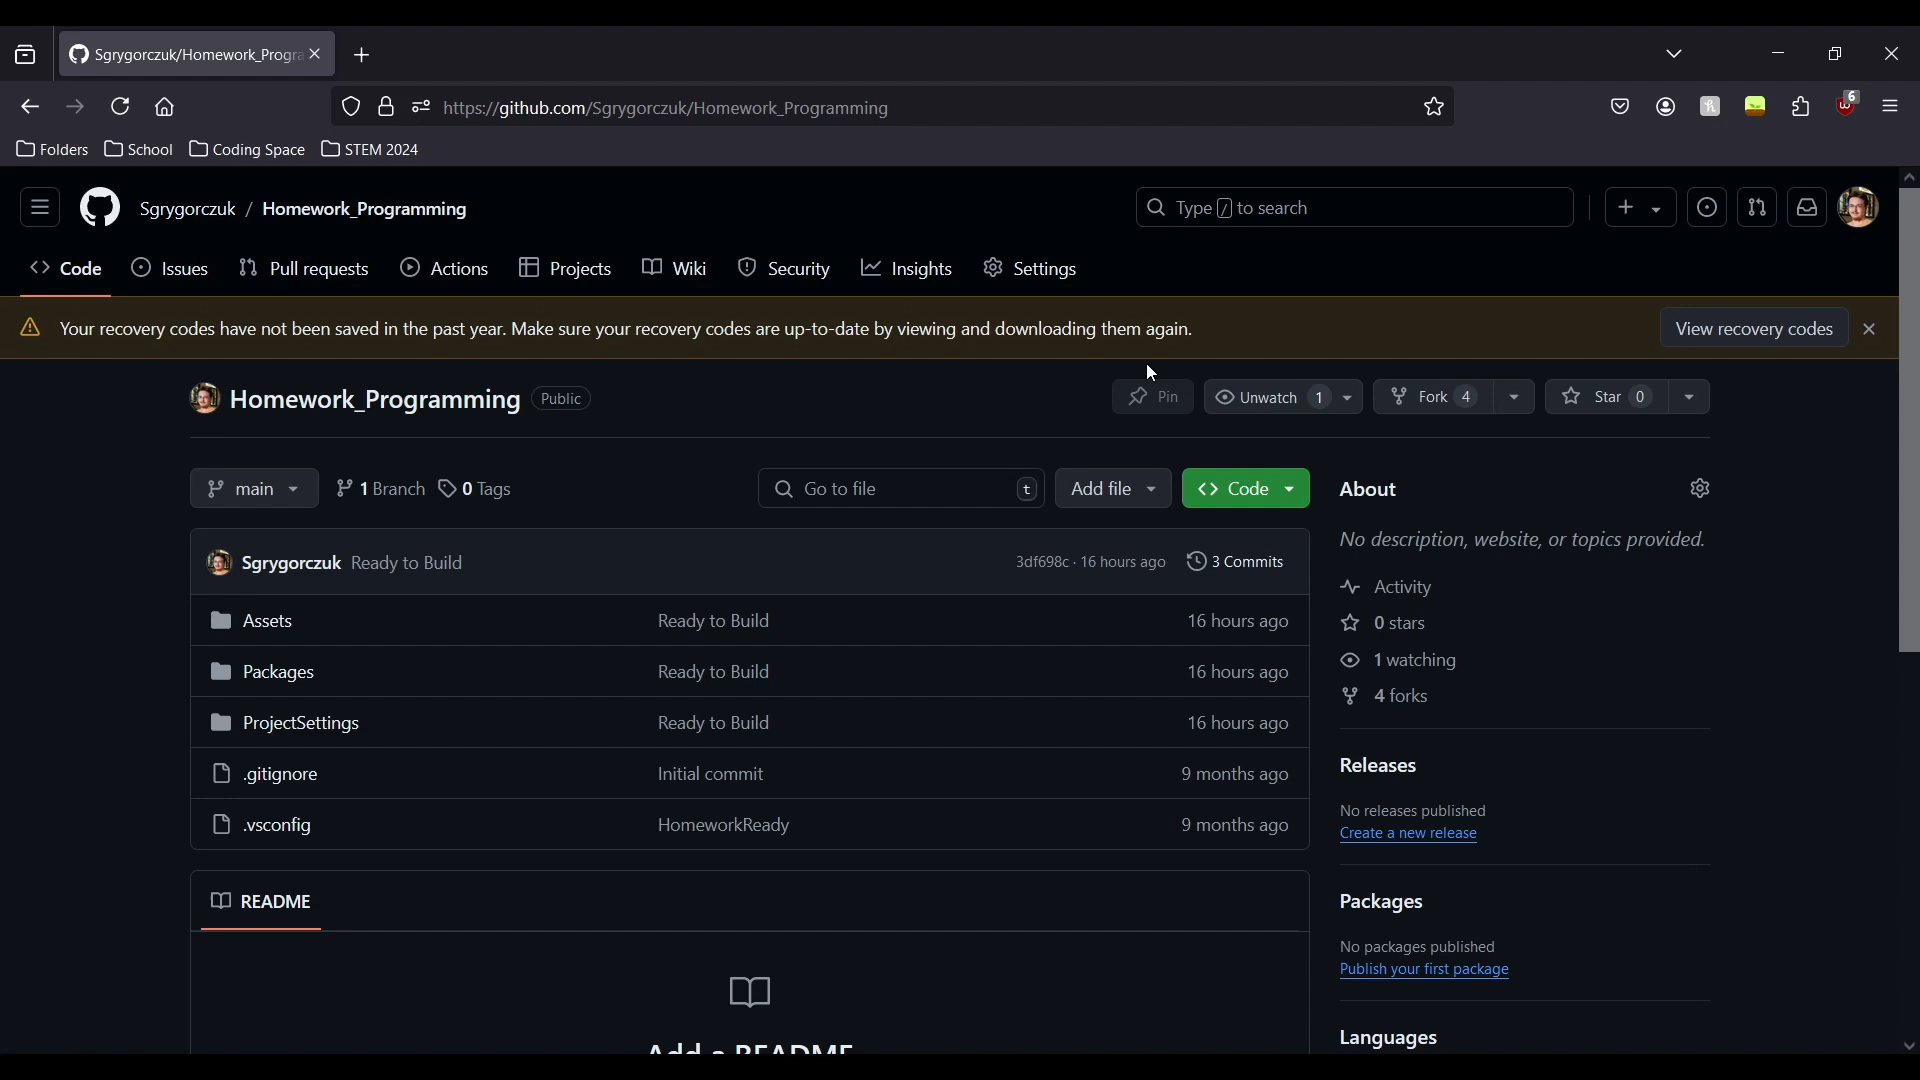 Sgrygorczuk/Homework_Progra
https://github.com/Sgrygorczuk/Homework_Programming
6
Folders School Coding Space STEM 2024
Sgrygorczuk / Homework_Programming
Type / to search
Code Issues Pull requests Actions Projects Wiki Security Insights Settings
Your recovery codes have not been saved in the past year. Make sure your recovery codes are up-to-date by viewing and downloading them again.
View recovery codes
Homework_Programming Public
Pin Unwatch 1 Fork 4 Star 0
main 1 Branch 0 Tags
Go to file t Add file Code
About
No description, website, or topics provided.
Sgrygorczuk Ready to Build 3df698c · 16 hours ago 3 Commits
Assets Ready to Build 16 hours ago
Packages Ready to Build 16 hours ago
ProjectSettings Ready to Build 16 hours ago
.gitignore Initial commit 9 months ago
.vsconfig HomeworkReady 9 months ago
Activity
0 stars
1 watching
4 forks
Releases
No releases published
Create a new release
README
Add a README
Packages
No packages published
Publish your first package
Languages